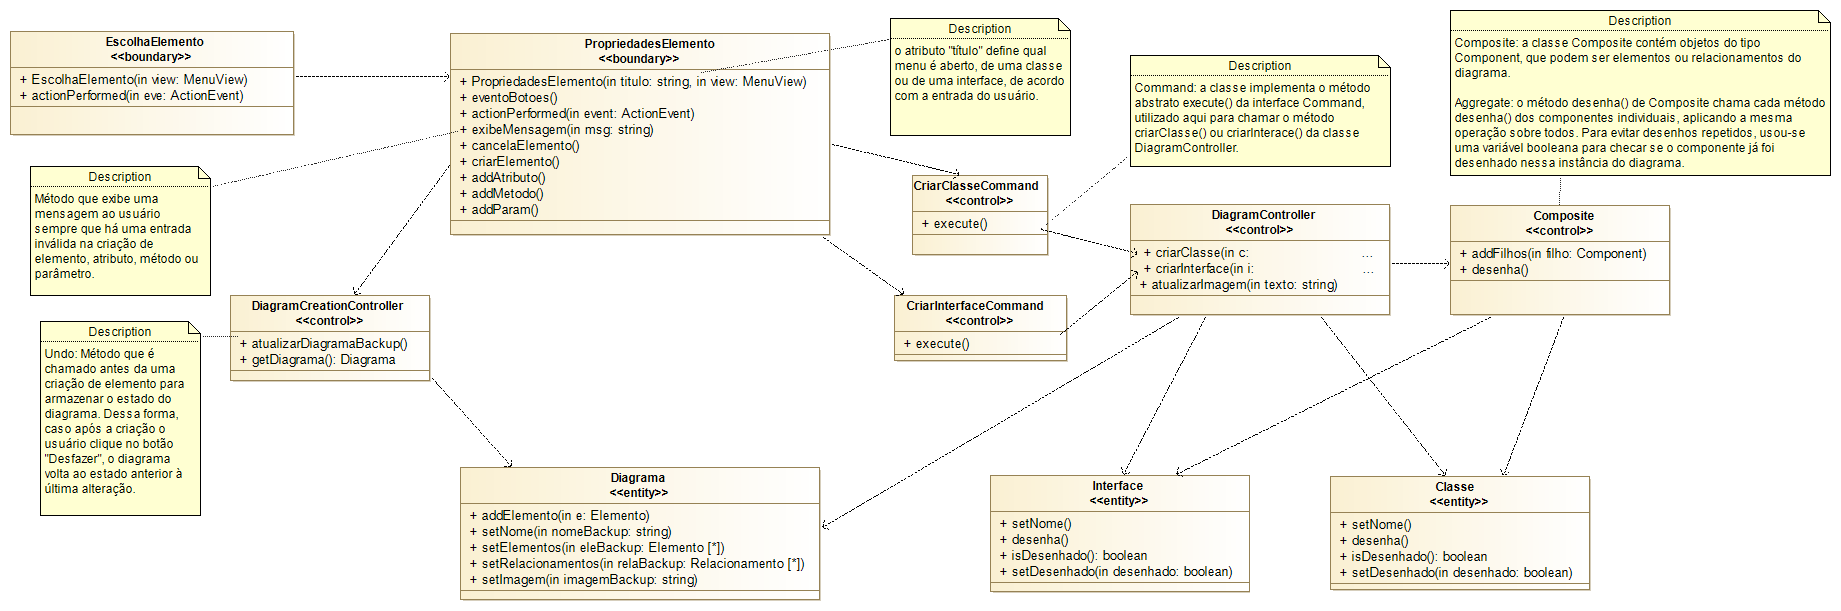 EscolhaElemento
<<boundary>>
+ EscolhaElemento(in view: MenuView)
+ actionPerformed(in eve: ActionEvent)
PropriedadesElemento
<<boundary>>
+ PropriedadesElemento(in titulo: string, in view: MenuView)
+ eventoBotoes()
+ actionPerformed(in event: ActionEvent)
+ exibeMensagem(in msg: string)
+ cancelaElemento()
+ criarElemento()
+ addAtributo()
+ addMetodo()
+ addParam()
Description
o atributo "título" define qual
menu é aberto, de uma classe
ou de uma interface, de acordo
com a entrada do usuário.
Description
Command: a classe implementa o método
abstrato execute() da interface Command,
utilizado aqui para chamar o método
criarClasse() ou criarInterace() da classe
DiagramController.
Description
Composite: a classe Composite contém objetos do tipo
Component, que podem ser elementos ou relacionamentos do
diagrama.
Aggregate: o método desenha() de Composite chama cada método
desenha() dos componentes individuais, aplicando a mesma
operação sobre todos. Para evitar desenhos repetidos, usou-se
uma variável booleana para checar se o componente já foi
desenhado nessa instância do diagrama.
Description
Método que exibe uma
mensagem ao usuário
sempre que há uma entrada
inválida na criação de
elemento, atributo, método ou
parâmetro.
CriarClasseCommand
<<control>>
+ execute()
DiagramController
<<control>>
+ criarClasse(in c: ...
+ criarInterface(in i: ...
+ atualizarImagem(in texto: string)
Composite
<<control>>
+ addFilhos(in filho: Component)
+ desenha()
DiagramCreationController
<<control>>
+ atualizarDiagramaBackup()
+ getDiagrama(): Diagrama
CriarInterfaceCommand
<<control>>
+ execute()
Description
Undo: Método que é
chamado antes da uma
criação de elemento para
armazenar o estado do
diagrama. Dessa forma,
caso após a criação o
usuário clique no botão
"Desfazer", o diagrama
volta ao estado anterior à
última alteração.
Diagrama
<<entity>>
+ addElemento(in e: Elemento)
+ setNome(in nomeBackup: string)
+ setElementos(in eleBackup: Elemento [*])
+ setRelacionamentos(in relaBackup: Relacionamento [*])
+ setImagem(in imagemBackup: string)
Interface
<<entity>>
+ setNome()
+ desenha()
+ isDesenhado(): boolean
+ setDesenhado(in desenhado: boolean)
Classe
<<entity>>
+ setNome()
+ desenha()
+ isDesenhado(): boolean
+ setDesenhado(in desenhado: boolean)